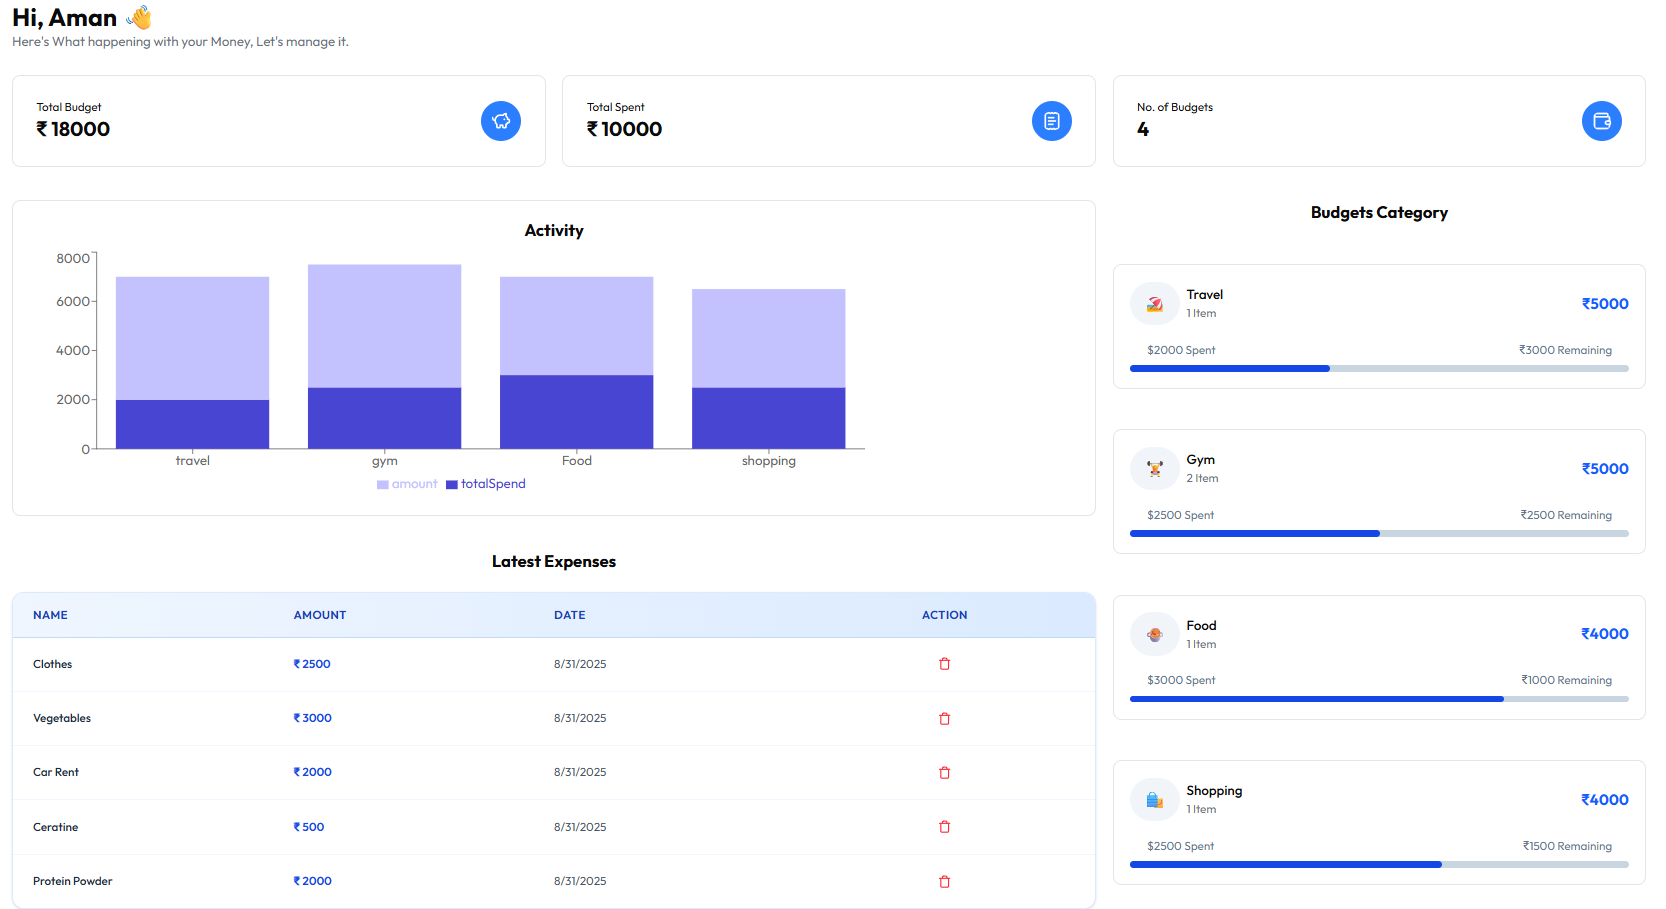 Hi, Aman 👋
Here's What happening with your Money, Let's manage it.
Total Budget
₹ 18000
Total Spent
₹ 10000
No. of Budgets
4
Activity
8000
6000
4000
2000
0
travel gym Food shopping
amount totalSpend
Latest Expenses
NAME AMOUNT DATE ACTION
Clothes ₹ 2500 8/31/2025
Vegetables ₹ 3000 8/31/2025
Car Rent ₹ 2000 8/31/2025
Ceratine ₹ 500 8/31/2025
Protein Powder ₹ 2000 8/31/2025
Budgets Category
Travel
1 Item
₹5000
$2000 Spent ₹3000 Remaining
Gym
2 Item
₹5000
$2500 Spent ₹2500 Remaining
Food
1 Item
₹4000
$3000 Spent ₹1000 Remaining
Shopping
1 Item
₹4000
$2500 Spent ₹1500 Remaining